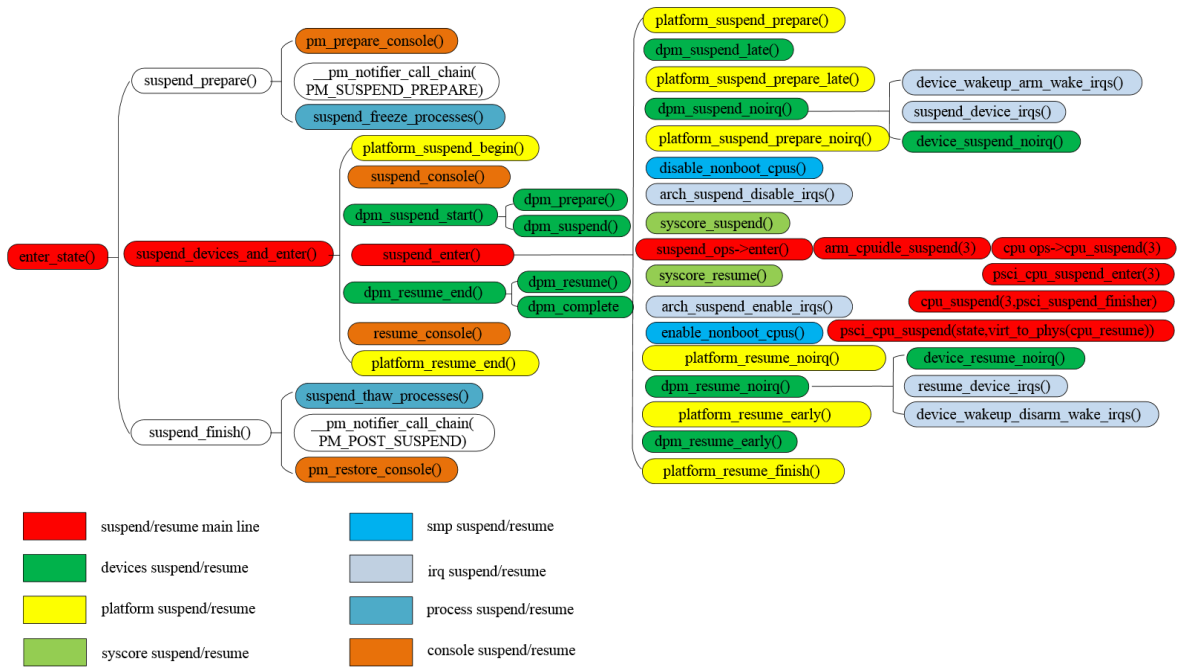 enter_state()
suspend_prepare()
pm_prepare_console()
__pm_notifier_call_chain(
PM_SUSPEND_PREPARE)
suspend_freeze_processes()
suspend_devices_and_enter()
platform_suspend_begin()
suspend_console()
dpm_suspend_start()
dpm_prepare()
dpm_suspend()
suspend_enter()
platform_suspend_prepare()
dpm_suspend_late()
platform_suspend_prepare_late()
dpm_suspend_noirq()
device_wakeup_arm_wake_irqs()
suspend_device_irqs()
device_suspend_noirq()
platform_suspend_prepare_noirq()
disable_nonboot_cpus()
arch_suspend_disable_irqs()
syscore_suspend()
suspend_ops->enter()
arm_cpuidle_suspend(3)
cpu ops->cpu_suspend(3)
psci_cpu_suspend_enter(3)
cpu_suspend(3,psci_suspend_finisher)
psci_cpu_suspend(state,virt_to_phys(cpu_resume))
syscore_resume()
arch_suspend_enable_irqs()
enable_nonboot_cpus()
platform_resume_noirq()
dpm_resume_noirq()
device_resume_noirq()
resume_device_irqs()
device_wakeup_disarm_wake_irqs()
platform_resume_early()
dpm_resume_early()
platform_resume_finish()
dpm_resume_end()
dpm_resume()
dpm_complete
resume_console()
platform_resume_end()
suspend_finish()
suspend_thaw_processes()
__pm_notifier_call_chain(
PM_POST_SUSPEND)
pm_restore_console()
suspend/resume main line
devices suspend/resume
platform suspend/resume
syscore suspend/resume
smp suspend/resume
irq suspend/resume
process suspend/resume
console suspend/resume